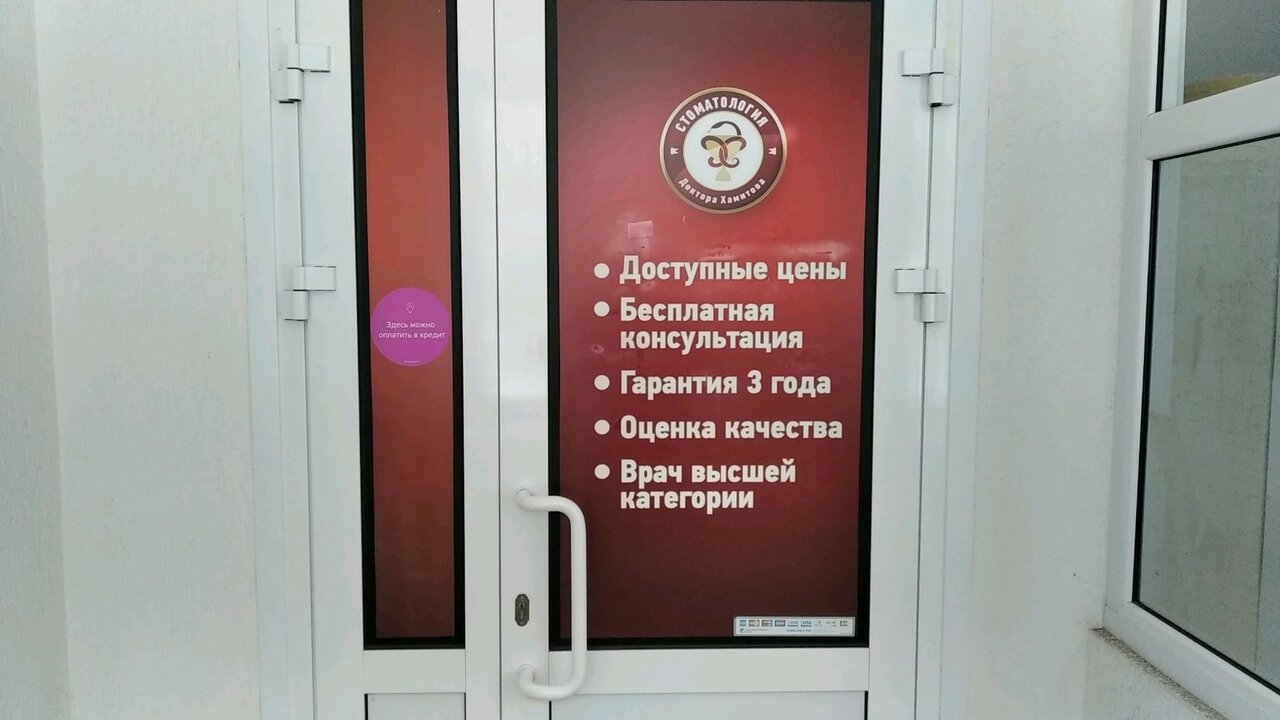 СТОМАТОЛОГИЯ
Доктора Хамитова
• Доступные цены
• Бесплатная
консультация
• Гарантия 3 года
• Оценка качества
• Врач высшей
категории
Здесь можно
оплатить в кредит